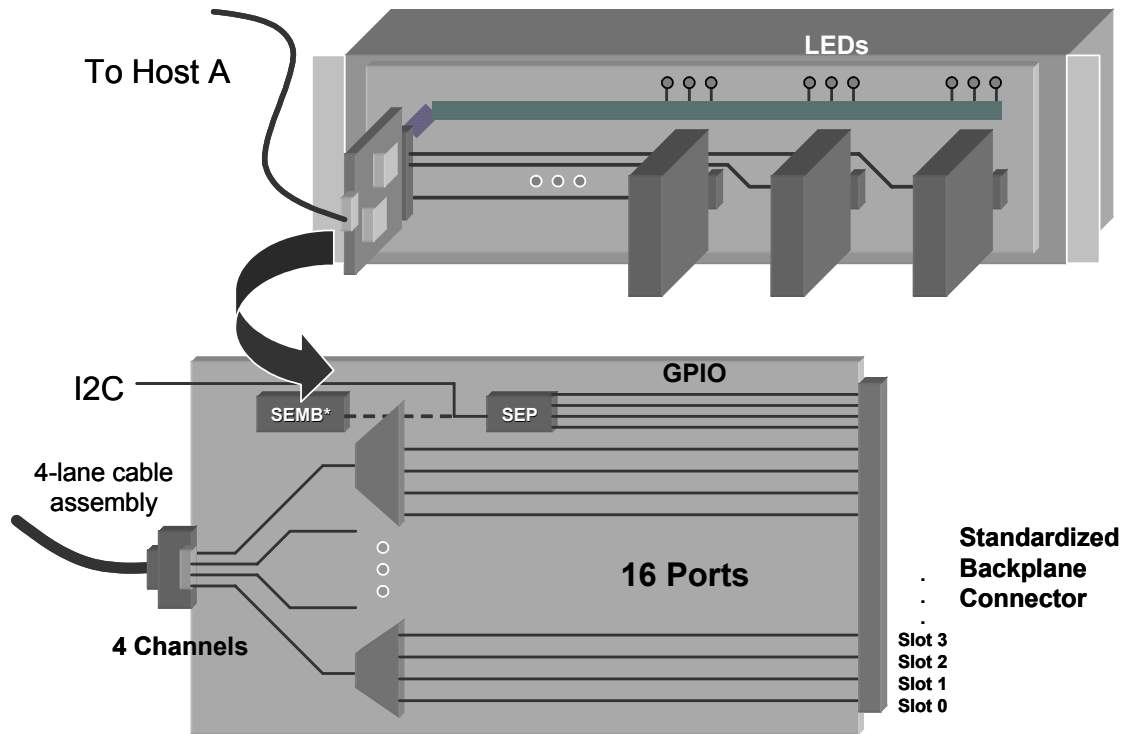 LEDs
To Host A
GPIO
I2C
SEMB*
SEP
4-lane cable
assembly
Standardized
Backplane
Connector
16 Ports
4 Channels
.
.
.
Slot 3
Slot 2
Slot 1
Slot 0